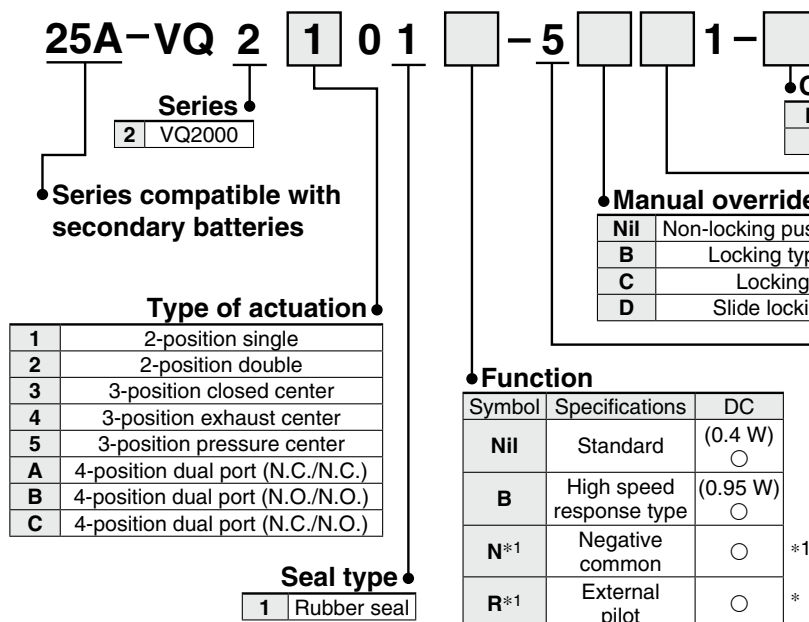 25A-VQ 2 1 0 1 - 5 1 -
Series
2 VQ2000
Series compatible with
secondary batteries
Manual override
Nil Non-locking
B Locking
C Locking
D Slide
Type of actuation
1 2-position single
2 2-position double
3 3-position closed center
4 3-position exhaust center
5 3-position pressure center
A 4-position dual port (N.C./N.C.)
B 4-position dual port (N.O./N.O.)
C 4-position dual port (N.C./N.O.)
Seal type
1 Rubber seal
Function
Symbol Specifications DC
Nil Standard (0.4 W) ○
B High speed response type (0.95 W) ○
N*1 Negative common ○ *1
R*1 External pilot ○ *